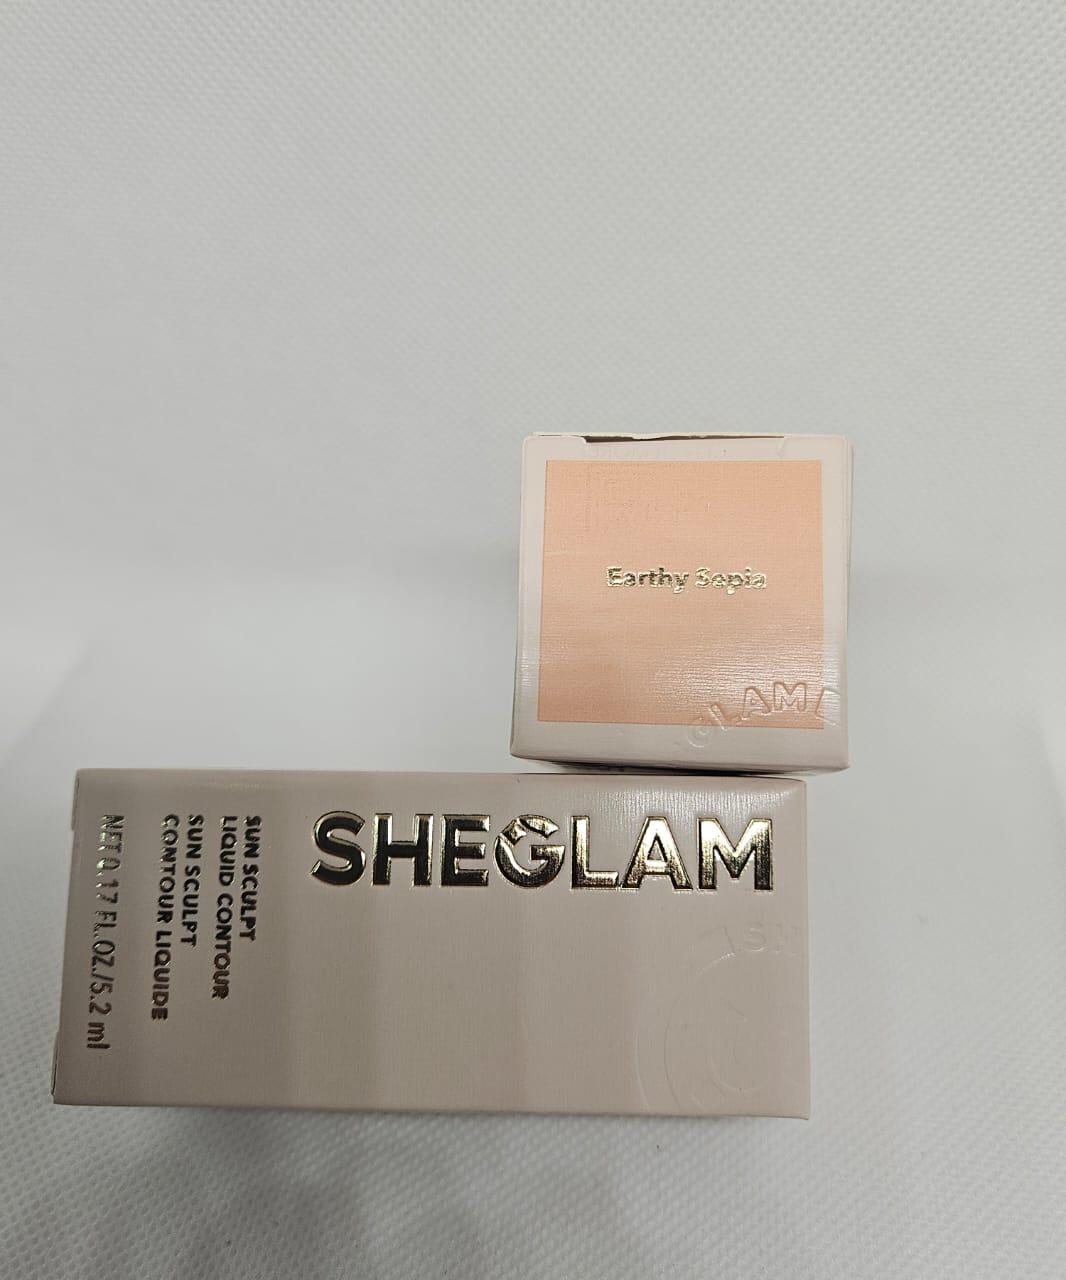 Earthy Sepia
GLAM
SHEGLAM
SUN SCULPT
LIQUID CONTOUR
SUN SCULPT
CONTOUR LIQUIDE
NET 0.17 FL.OZ./5.2 ml